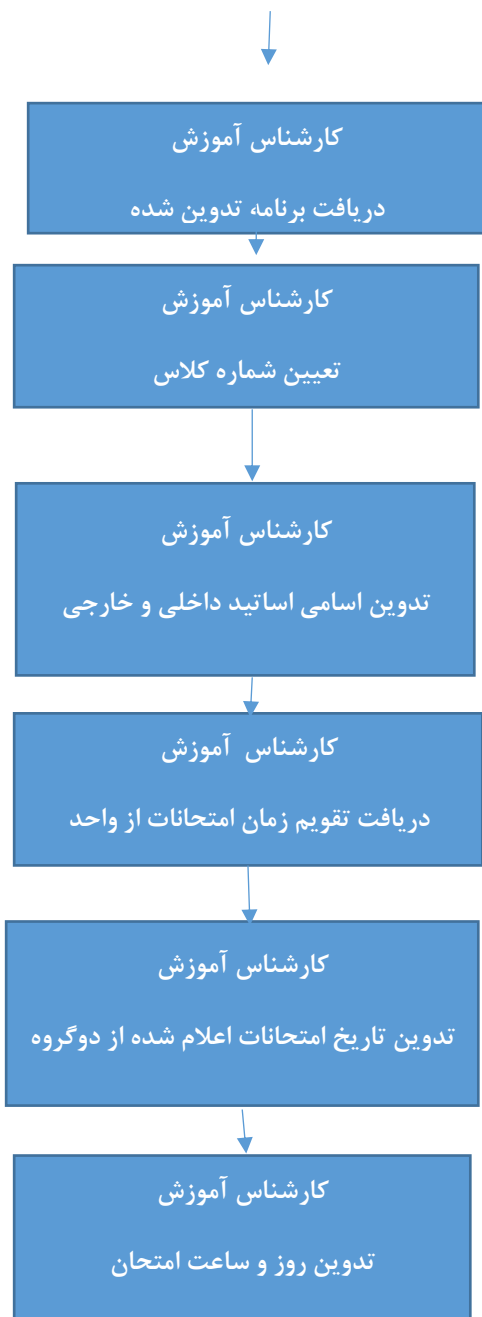 کارشناس آموزش
دریافت برنامه تدوین شده
کارشناس آموزش
تعیین شماره کلاس
کارشناس آموزش
تدوین اسامی اساتید داخلی و خارجی
کارشناس آموزش
دریافت تقویم زمان امتحانات از واحد
کارشناس آموزش
تدوین تاریخ امتحانات اعلام شده از دوگروه
کارشناس آموزش
تدوین روز و ساعت امتحان